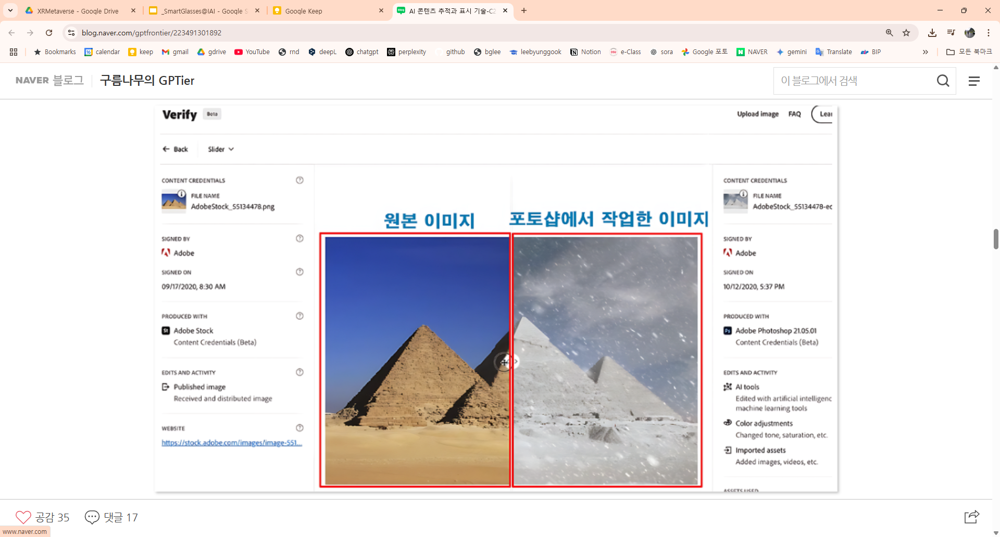 XRMetaverse - Google Drive
_SmartGlasses@IAI - Google S
Google Keep
AI 콘텐츠 추적과 표시 기술-C2
blog.naver.com/gptfrontier/223491301892
Bookmarks
calendar
keep
gmail
gdrive
YouTube
rnd
deepL
chatgpt
perplexity
github
bglee
leebyunggook
Notion
e-Class
sora
Google 포토
NAVER
gemini
Translate
BIP
모든 북마크
NAVER 블로그
구름나무의 GPTier
이 블로그에서 검색
Verify
Beta
Upload image
FAQ
Lear
Back
Slider
CONTENT CREDENTIALS
FILE NAME
AdobeStock_55134478.png
SIGNED BY
Adobe
SIGNED ON
09/17/2020, 8:30 AM
PRODUCED WITH
St
Adobe Stock
Content Credentials (Beta)
EDITS AND ACTIVITY
Published image
Received and distributed image
WEBSITE
https://stock.adobe.com/images/image-551...
원본 이미지
포토샵에서 작업한 이미지
CONTENT CREDENTIALS
FILE NAME
AdobeStock_55134478-ec
SIGNED BY
Adobe
SIGNED ON
10/12/2020, 5:37 PM
PRODUCED WITH
Ps
Adobe Photoshop 21.05.01
Content Credentials (Beta)
EDITS AND ACTIVITY
AI tools
Edited with artificial intelligenc
machine learning tools
Color adjustments
Changed tone, saturation, etc.
Imported assets
Added images, videos, etc.
ASSETS USED
공감 35
댓글 17
www.naver.com